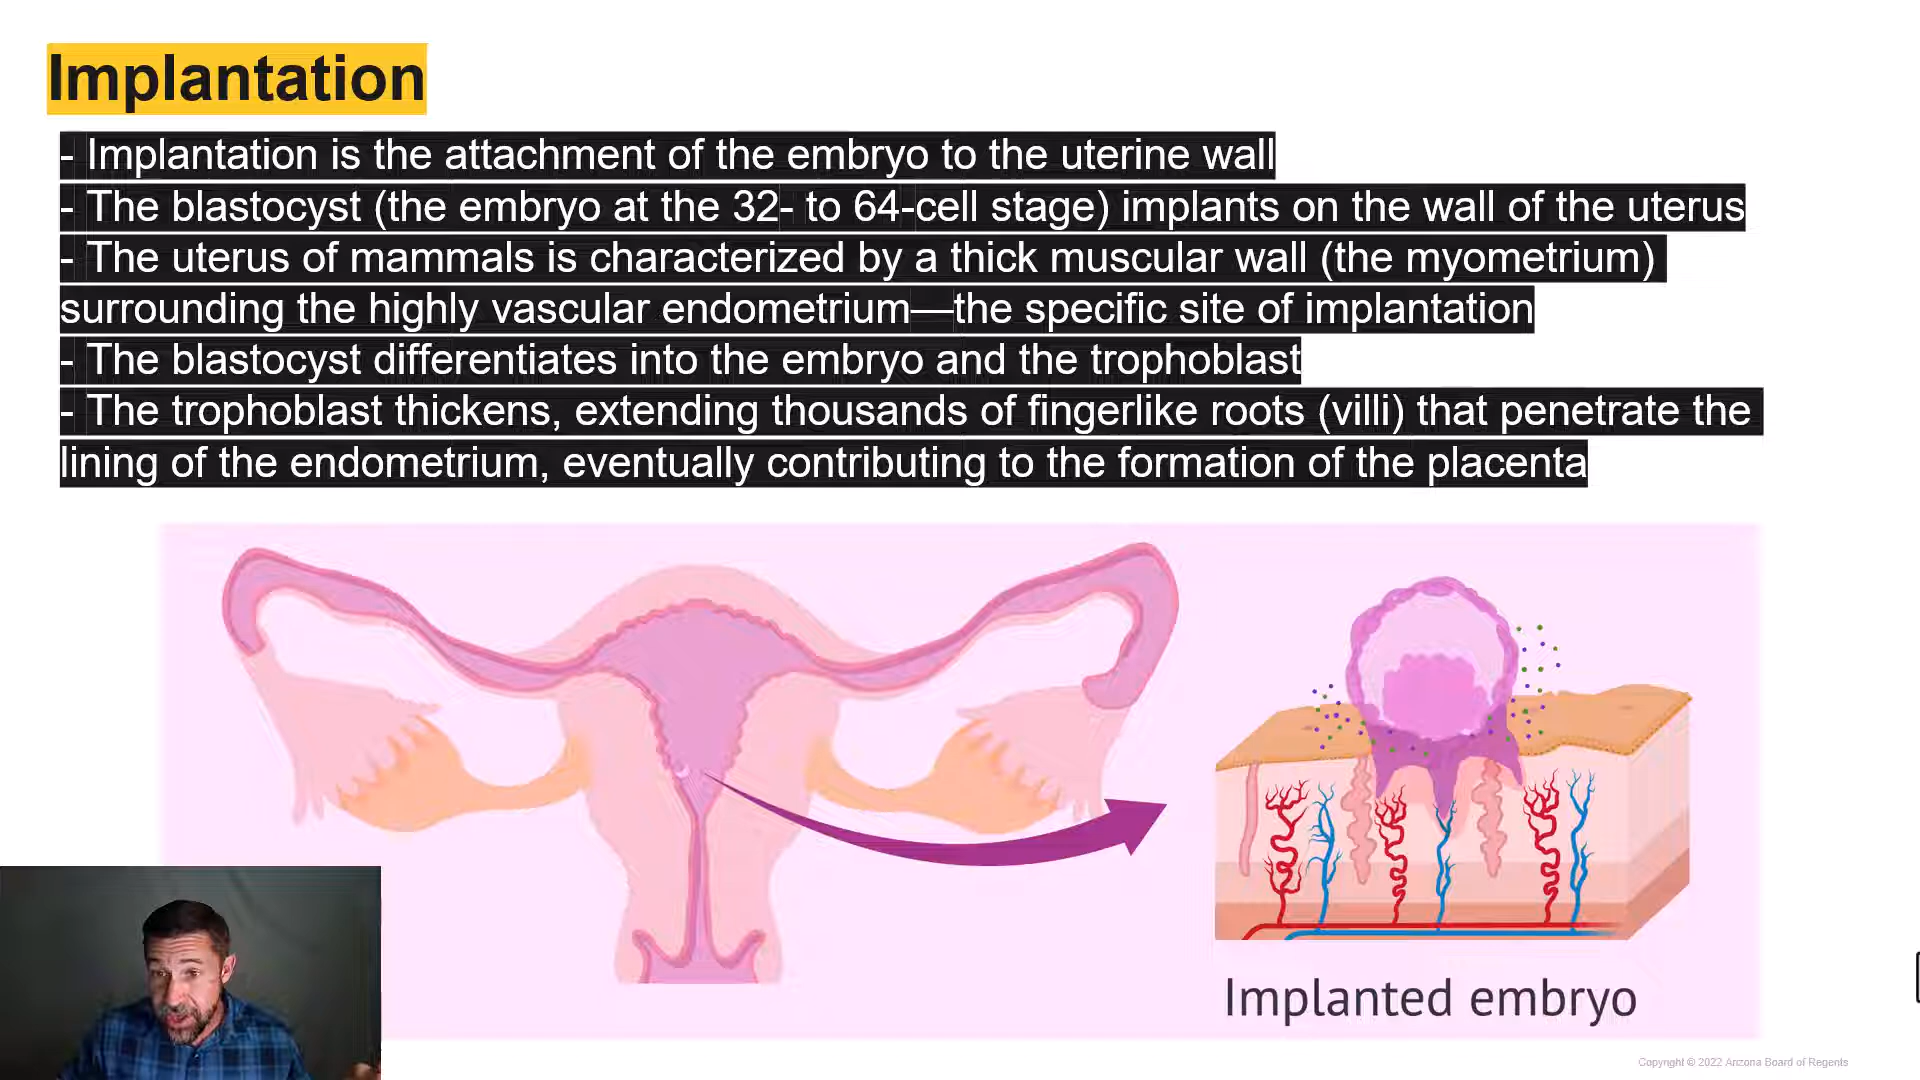 Implantation
- Implantation is the attachment of the embryo to the uterine wall
- The blastocyst (the embryo at the 32- to 64-cell stage) implants on the wall of the uterus
- The uterus of mammals is characterized by a thick muscular wall (the myometrium)
surrounding the highly vascular endometrium—the specific site of implantation
- The blastocyst differentiates into the embryo and the trophoblast
- The trophoblast thickens, extending thousands of fingerlike roots (villi) that penetrate the
lining of the endometrium, eventually contributing to the formation of the placenta
Implanted embryo
Copyright © 2022 Arizona Board of Regents